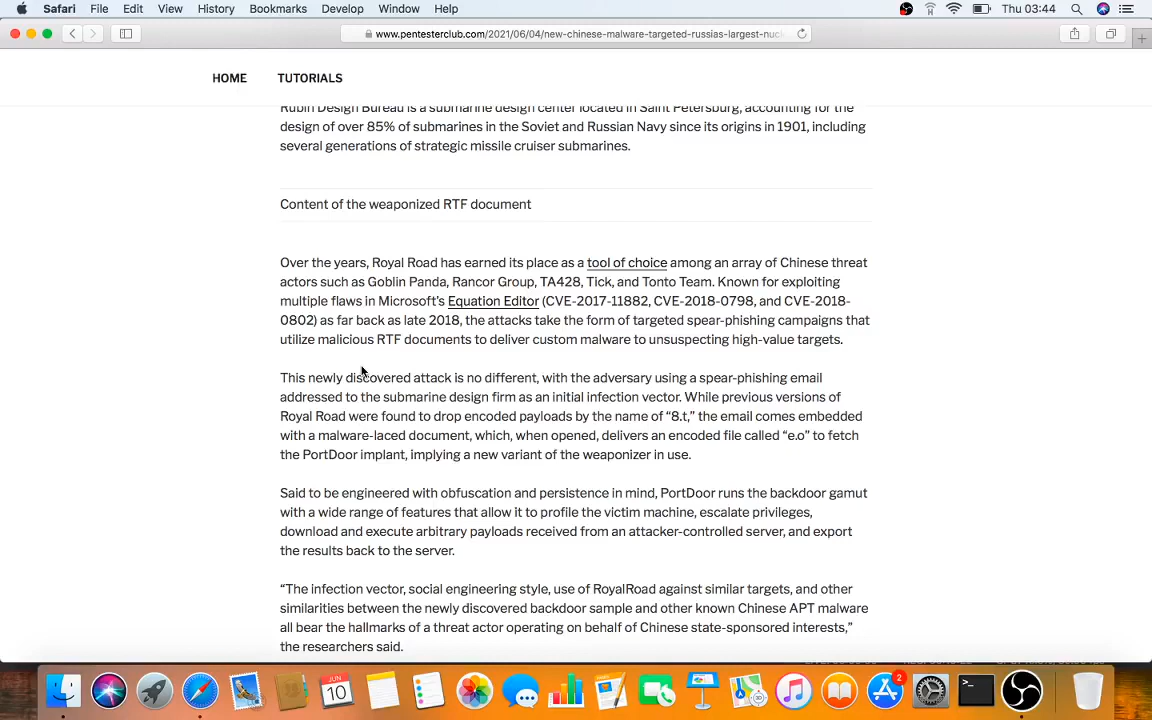 Safari File Edit View History Bookmarks Develop Window Help Thu 03:44
www.pentesterclub.com/2021/06/04/new-chinese-malware-targeted-russias-largest-nuc
HOME TUTORIALS
Rubin Design Bureau is a submarine design center located in Saint Petersburg, accounting for the
design of over 85% of submarines in the Soviet and Russian Navy since its origins in 1901, including
several generations of strategic missile cruiser submarines.
Content of the weaponized RTF document
Over the years, Royal Road has earned its place as a tool of choice among an array of Chinese threat
actors such as Goblin Panda, Rancor Group, TA428, Tick, and Tonto Team. Known for exploiting
multiple flaws in Microsoft's Equation Editor (CVE-2017-11882, CVE-2018-0798, and CVE-2018-
0802) as far back as late 2018, the attacks take the form of targeted spear-phishing campaigns that
utilize malicious RTF documents to deliver custom malware to unsuspecting high-value targets.
This newly discovered attack is no different, with the adversary using a spear-phishing email
addressed to the submarine design firm as an initial infection vector. While previous versions of
Royal Road were found to drop encoded payloads by the name of “8.t,” the email comes embedded
with a malware-laced document, which, when opened, delivers an encoded file called “e.o” to fetch
the PortDoor implant, implying a new variant of the weaponizer in use.
Said to be engineered with obfuscation and persistence in mind, PortDoor runs the backdoor gamut
with a wide range of features that allow it to profile the victim machine, escalate privileges,
download and execute arbitrary payloads received from an attacker-controlled server, and export
the results back to the server.
“The infection vector, social engineering style, use of RoyalRoad against similar targets, and other
similarities between the newly discovered backdoor sample and other known Chinese APT malware
all bear the hallmarks of a threat actor operating on behalf of Chinese state-sponsored interests,”
the researchers said.
JUN
10
2